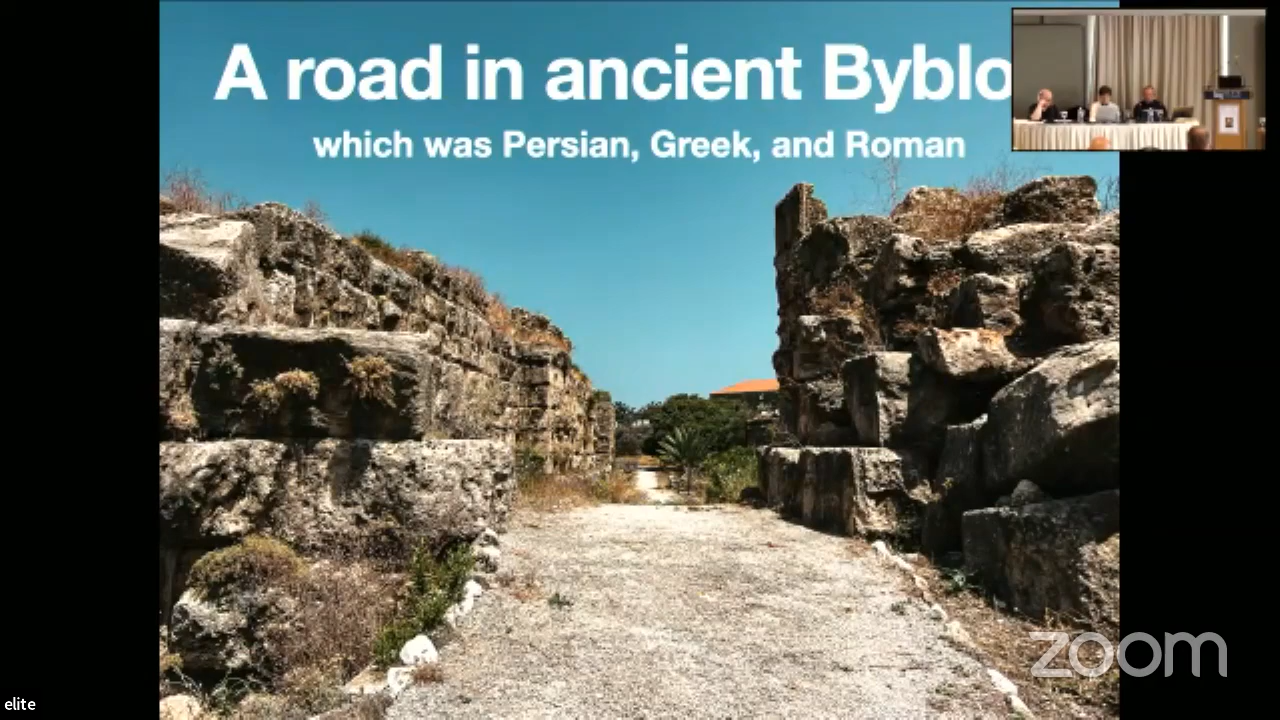 A road in ancient Byblo
which was Persian, Greek, and Roman
zoom
elite